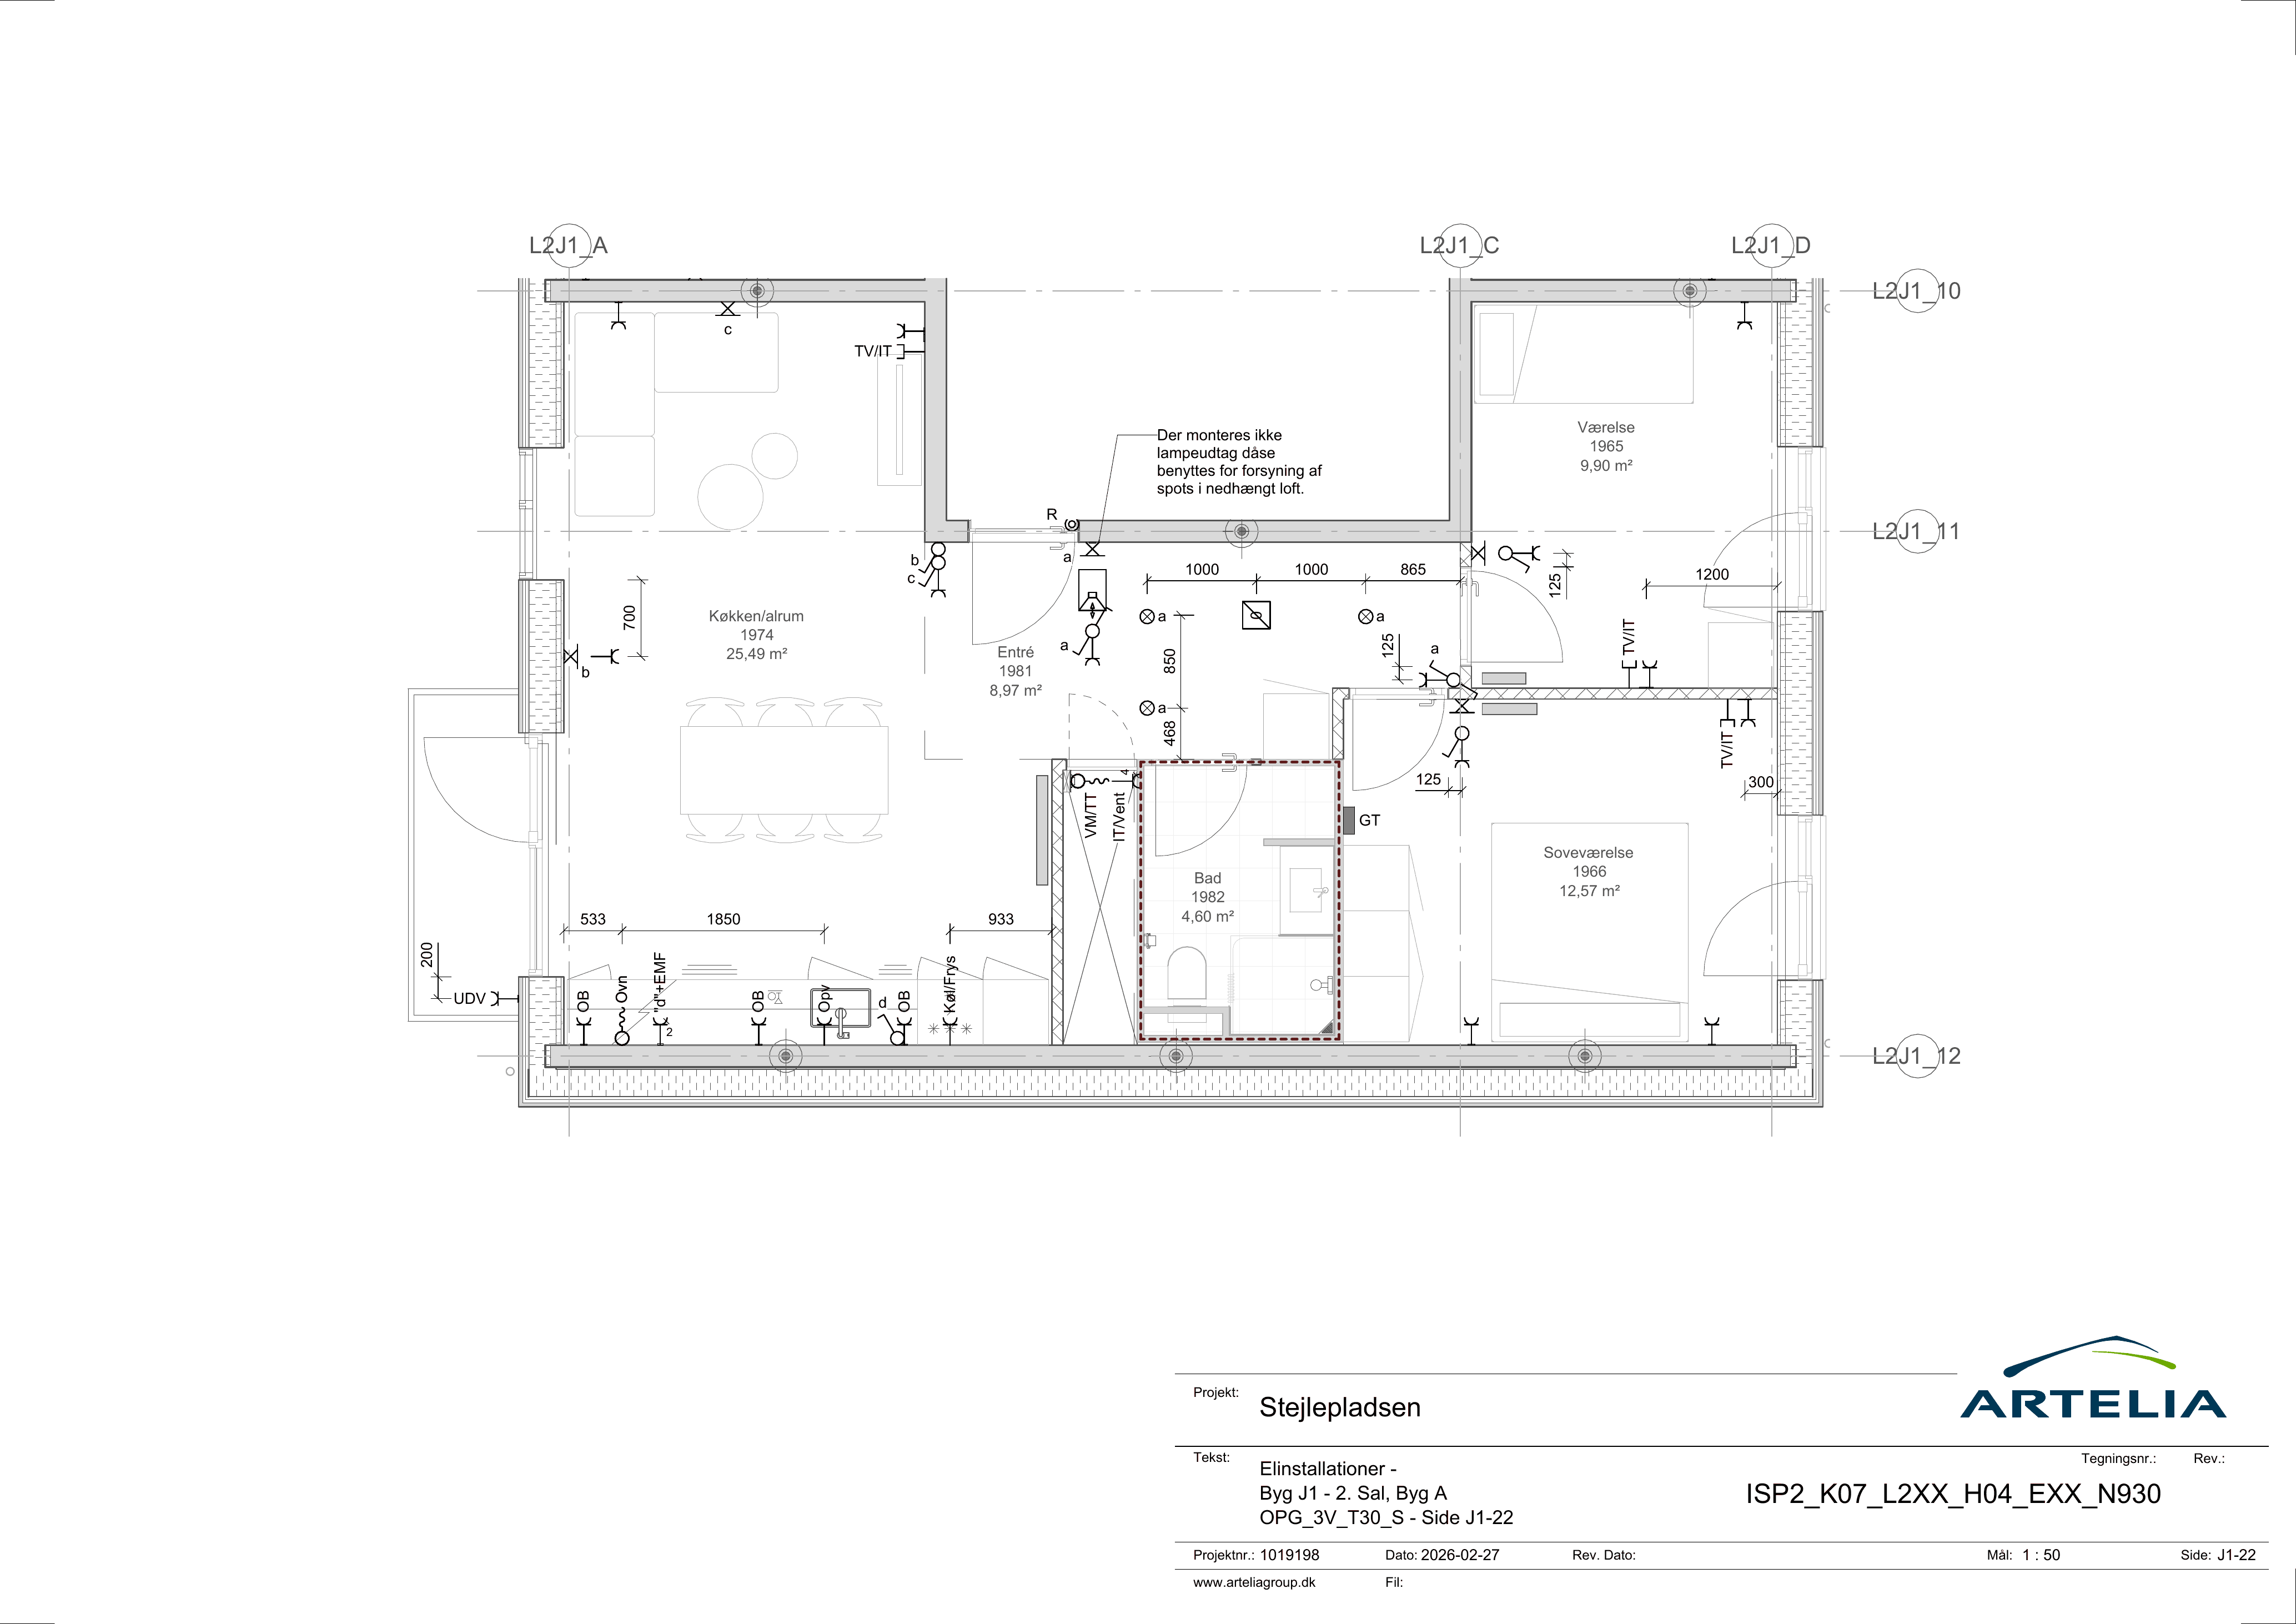 L2J1_A
L2J1_C
L2J1_D
L2J1_10
c
TV/IT
Værelse
1965
9,90 m²
Der monteres ikke
lampeudtag dåse
benyttes for forsyning af
spots i nedhængt loft.
R
L2J1_11
a
b
c
1000
1000
865
125
1200
700
Køkken/alrum
1974
25,49 m²
a
a
a
Entré
1981
8,97 m²
850
125
a
TV/IT
b
a
468
TV/IT
4
125
300
VM/TT
IT/Vent
GT
Soveværelse
1966
12,57 m²
Bad
1982
4,60 m²
533
1850
933
200
UDV
OB
Ovn
"d"+EMF
2
OB
Opv
d
OB
Køl/Frys
L2J1_12
ARTELIA
Projekt:
Stejlepladsen
Tekst:
Elinstallationer -
Byg J1 - 2. Sal, Byg A
OPG_3V_T30_S - Side J1-22
Tegningsnr.:
Rev.:
ISP2_K07_L2XX_H04_EXX_N930
Projektnr.: 1019198
Dato: 2026-02-27
Rev. Dato:
Mål: 1 : 50
Side: J1-22
www.arteliagroup.dk
Fil: